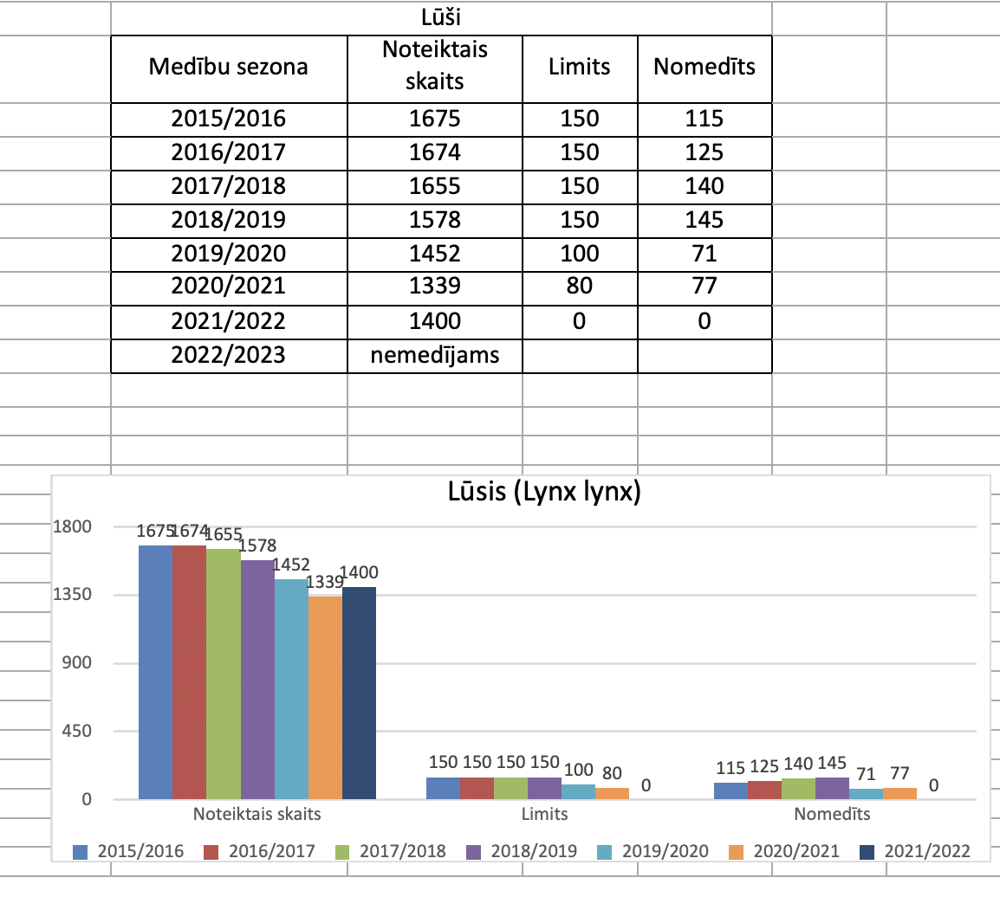 Lūši
Medību sezona Noteiktais skaits Limits Nomedīts
2015/2016 1675 150 115
2016/2017 1674 150 125
2017/2018 1655 150 140
2018/2019 1578 150 145
2019/2020 1452 100 71
2020/2021 1339 80 77
2021/2022 1400 0 0
2022/2023 nemedījams
Lūsis (Lynx lynx)
1800
1350
900
450
0
1675 1674 1655 1578 1452 1339 1400
150 150 150 150 100 80 0
115 125 140 145 71 77 0
Noteiktais skaits Limits Nomedīts
2015/2016 2016/2017 2017/2018 2018/2019 2019/2020 2020/2021 2021/2022